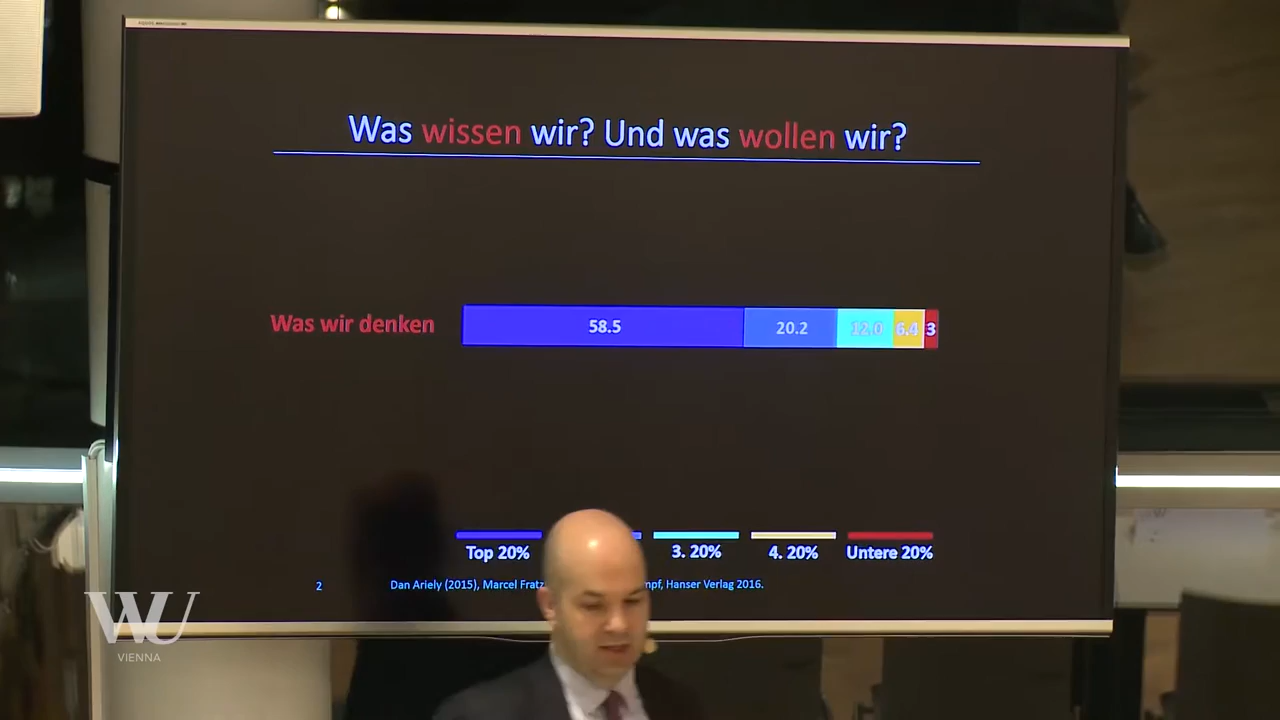 Was wissen wir? Und was wollen wir?
Was wir denken
58.5
20.2
12.0
6.4
3
Top 20%
3. 20%
4. 20%
Untere 20%
2
Dan Ariely (2015), Marcel Fratz
mpf, Hanser Verlag 2016.
WU
VIENNA